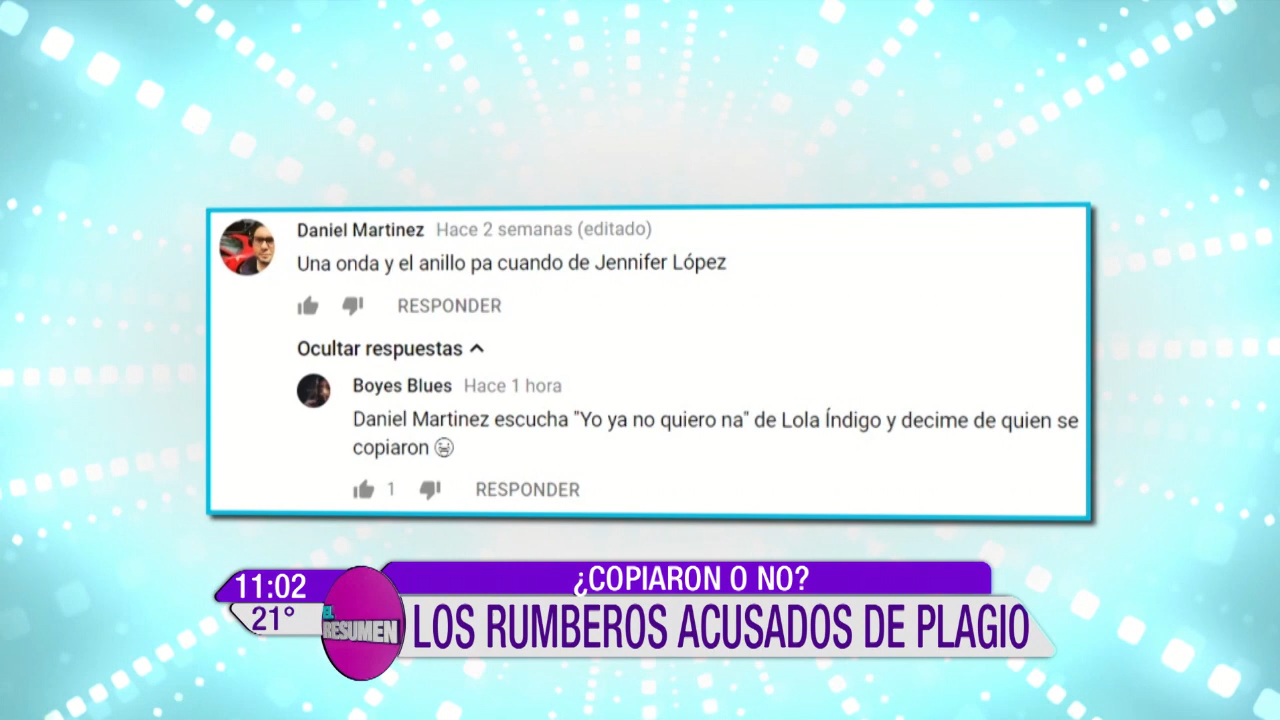 Daniel Martinez Hace 2 semanas (editado)
Una onda y el anillo pa cuando de Jennifer López
RESPONDER
Ocultar respuestas
Boyes Blues Hace 1 hora
Daniel Martinez escucha "Yo ya no quiero na" de Lola Índigo y decime de quien se
copiaron
1 RESPONDER
11:02
¿COPIARON O NO?
21°
EL
RESUMEN
LOS RUMBEROS ACUSADOS DE PLAGIO